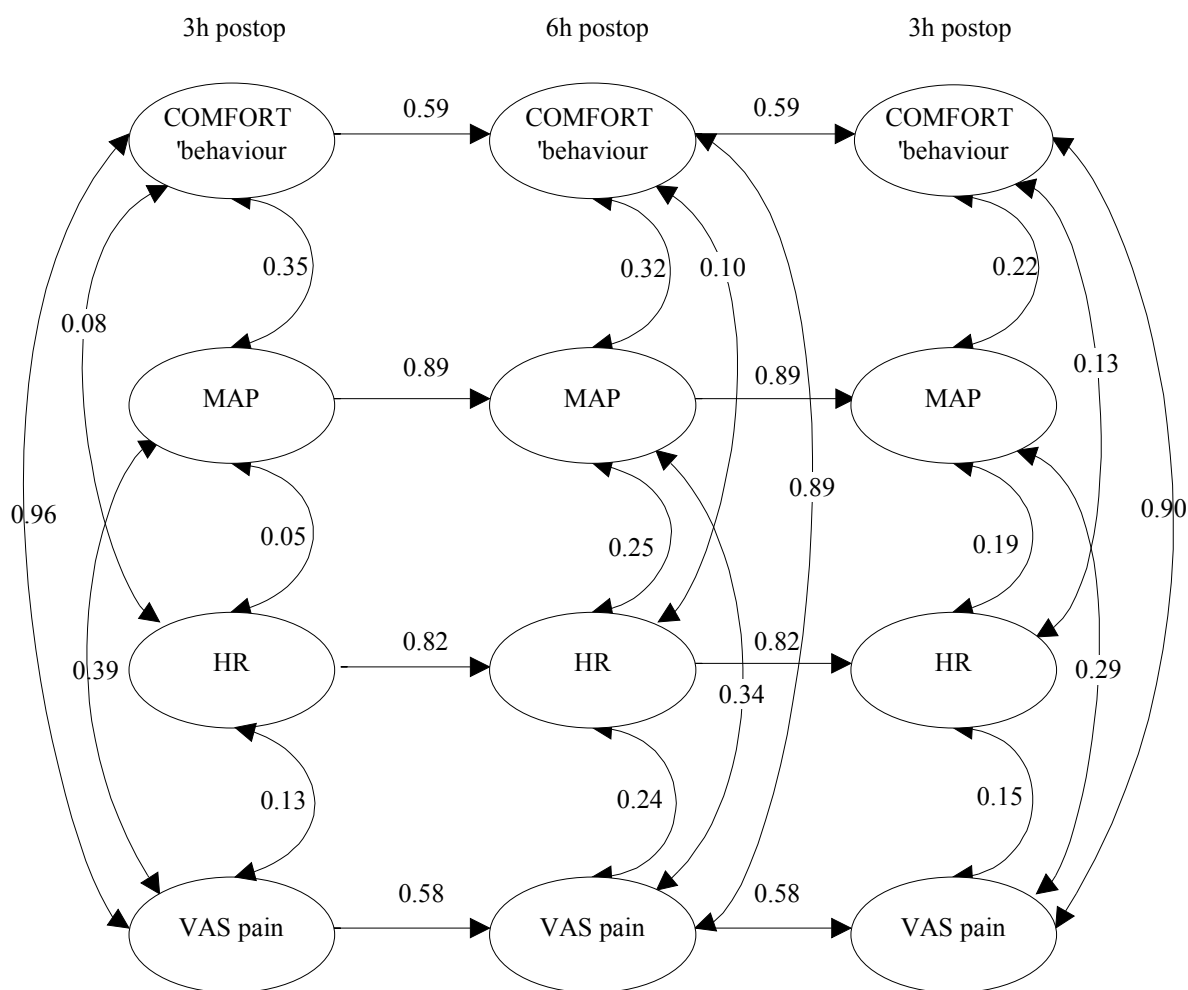 3h postop 6h postop 3h postop
COMFORT 'behaviour
0.59
COMFORT 'behaviour
0.59
COMFORT 'behaviour
0.35
0.32
0.10
0.22
0.08
0.13
MAP
0.89
MAP
0.89
MAP
0.96
0.05
0.25
0.89
0.19
0.90
HR
0.82
HR
0.82
HR
0.39
0.34
0.29
0.13
0.24
0.15
VAS pain
0.58
VAS pain
0.58
VAS pain